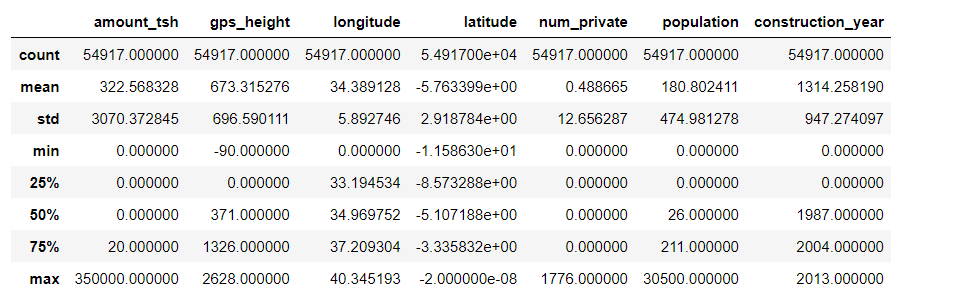 amount_tsh gps_height longitude latitude num_private population construction_year
count 54917.000000 54917.000000 54917.000000 5.491700e+04 54917.000000 54917.000000 54917.000000
mean 322.568328 673.315276 34.389128 -5.763399e+00 0.488665 180.802411 1314.258190
std 3070.372845 696.590111 5.892746 2.918784e+00 12.656287 474.981278 947.274097
min 0.000000 -90.000000 0.000000 -1.158630e+01 0.000000 0.000000 0.000000
25% 0.000000 0.000000 33.194534 -8.573288e+00 0.000000 0.000000 0.000000
50% 0.000000 371.000000 34.969752 -5.107188e+00 0.000000 26.000000 1987.000000
75% 20.000000 1326.000000 37.209304 -3.335832e+00 0.000000 211.000000 2004.000000
max 350000.000000 2628.000000 40.345193 -2.000000e-08 1776.000000 30500.000000 2013.000000